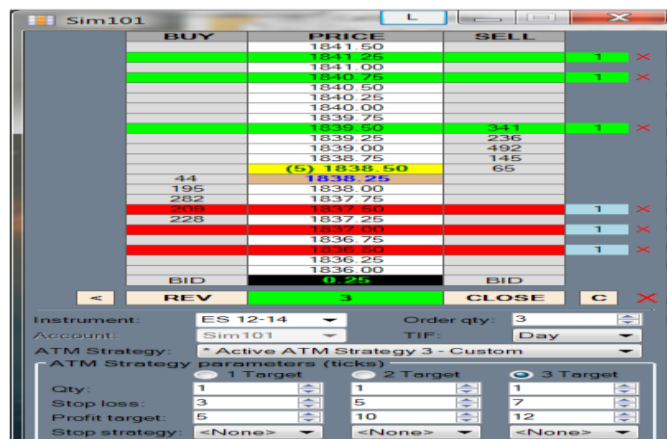 Sim101 L
BUY PRICE SELL
1841.50
1841.25 1
1841.00
1840.75 1
1840.50
1840.25
1840.00
1839.75
1839.50 341 1
1839.25 236
1839.00 492
1838.75 145
(5) 1838.50 65
44 1838.25
195 1838.00
282 1837.75
209 1837.50 1
228 1837.25
1837.00 1
1836.75
1836.50 1
1836.25
1836.00
BID 0.25 BID
< REV 3 CLOSE C
Instrument: ES 12-14 Order qty: 3
Account: Sim101 TIF: Day
ATM Strategy: * Active ATM Strategy 3 - Custom
ATM Strategy parameters (ticks)
1 Target 2 Target 3 Target
Qty: 1 1 1
Stop loss: 3 5 7
Profit target: 5 10 12
Stop strategy: <None> <None> <None>